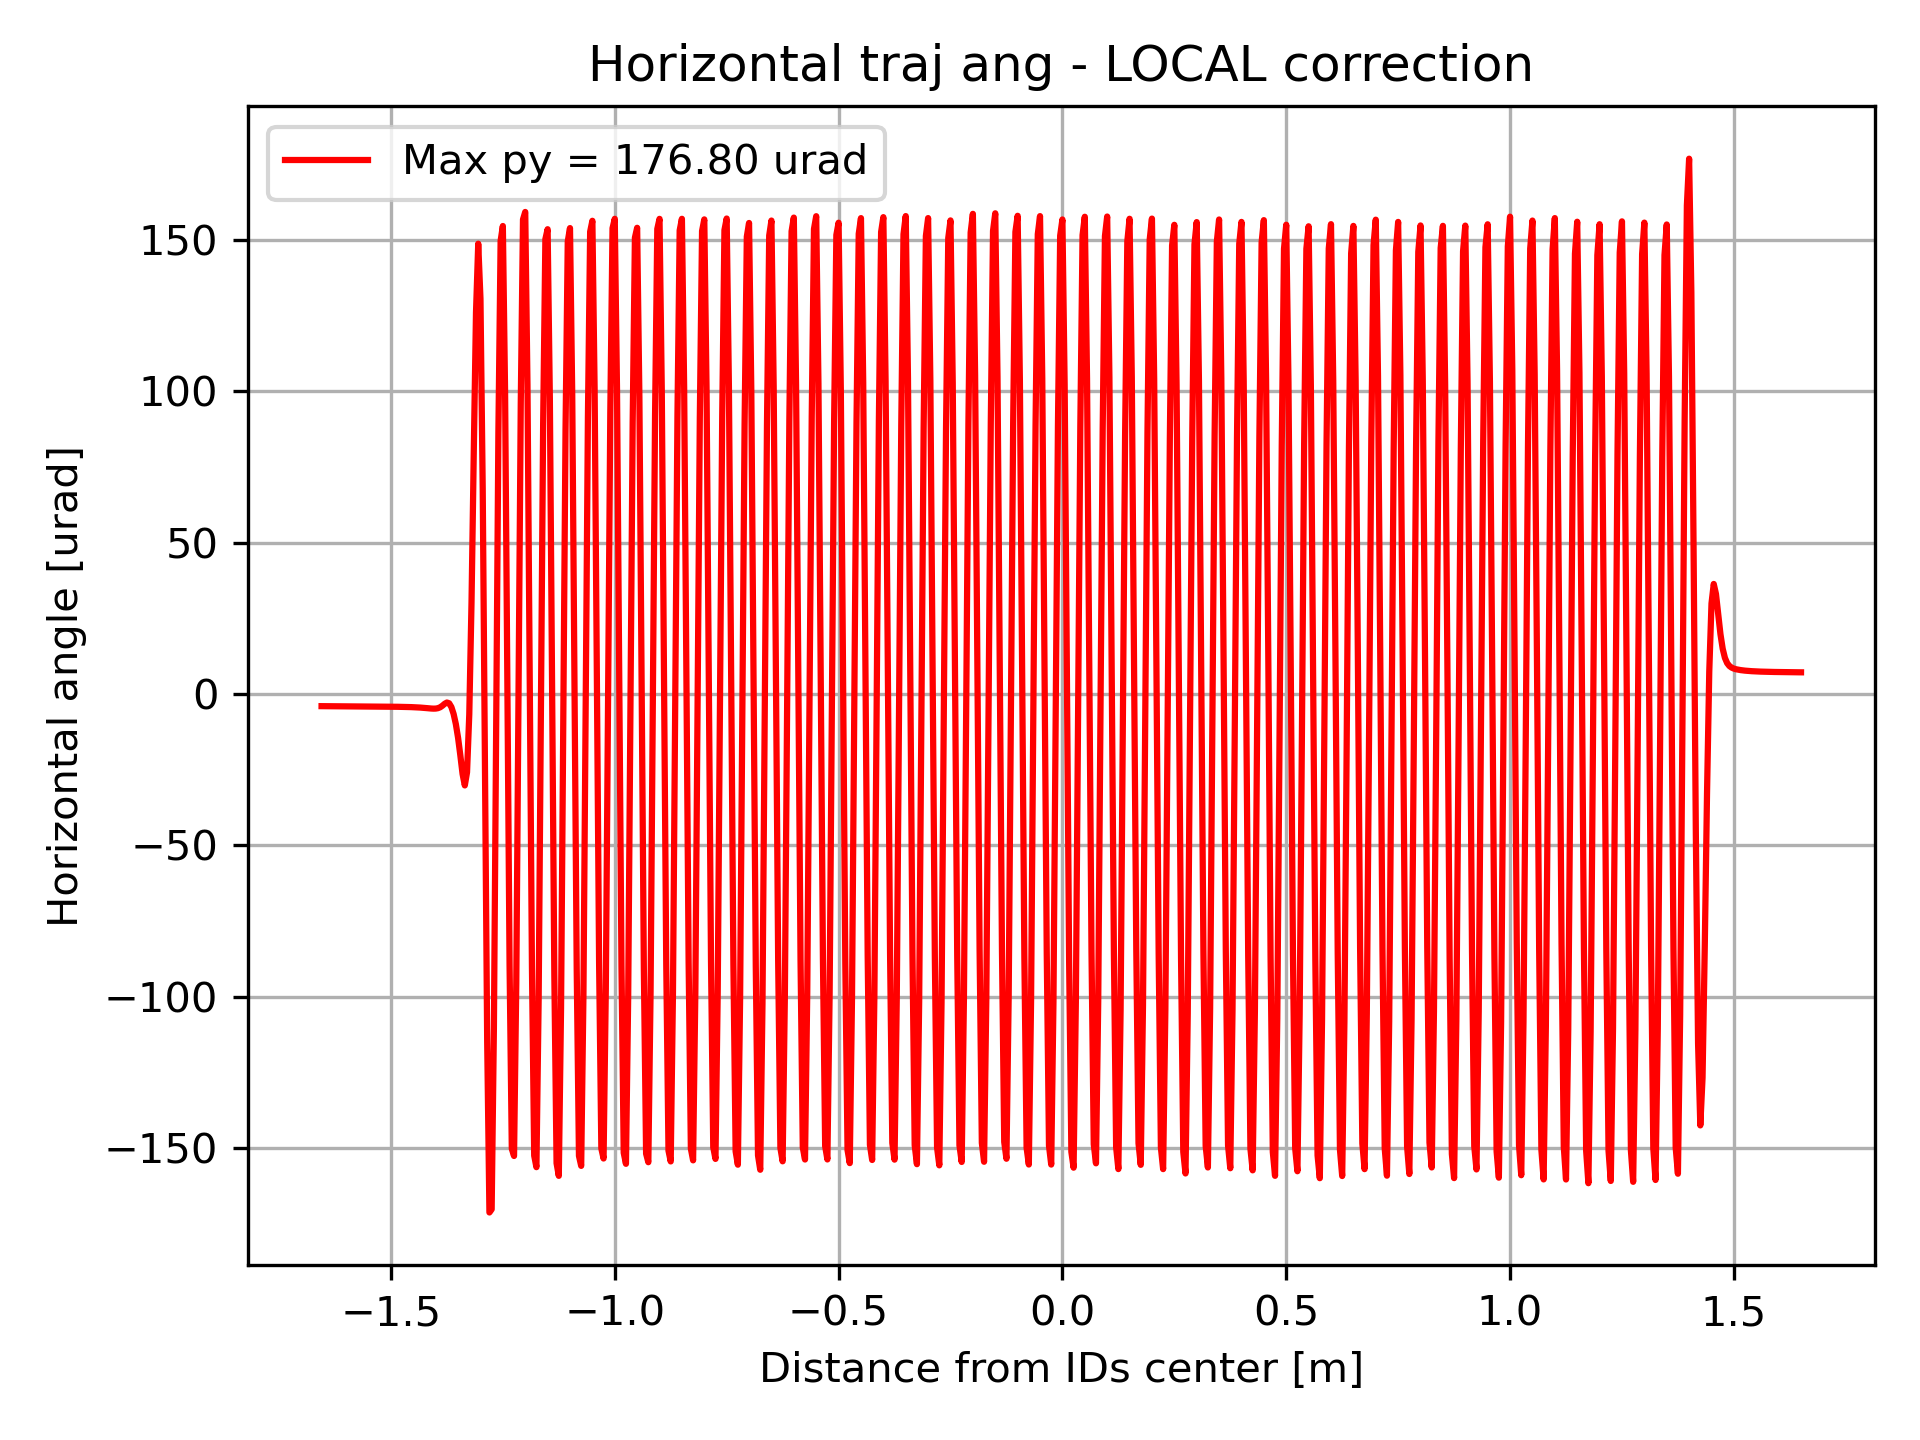 Horizontal traj ang - LOCAL correction
Max py = 176.80 urad
Horizontal angle [urad]
150
100
50
0
−50
−100
−150
−1.5 −1.0 −0.5 0.0 0.5 1.0 1.5
Distance from IDs center [m]